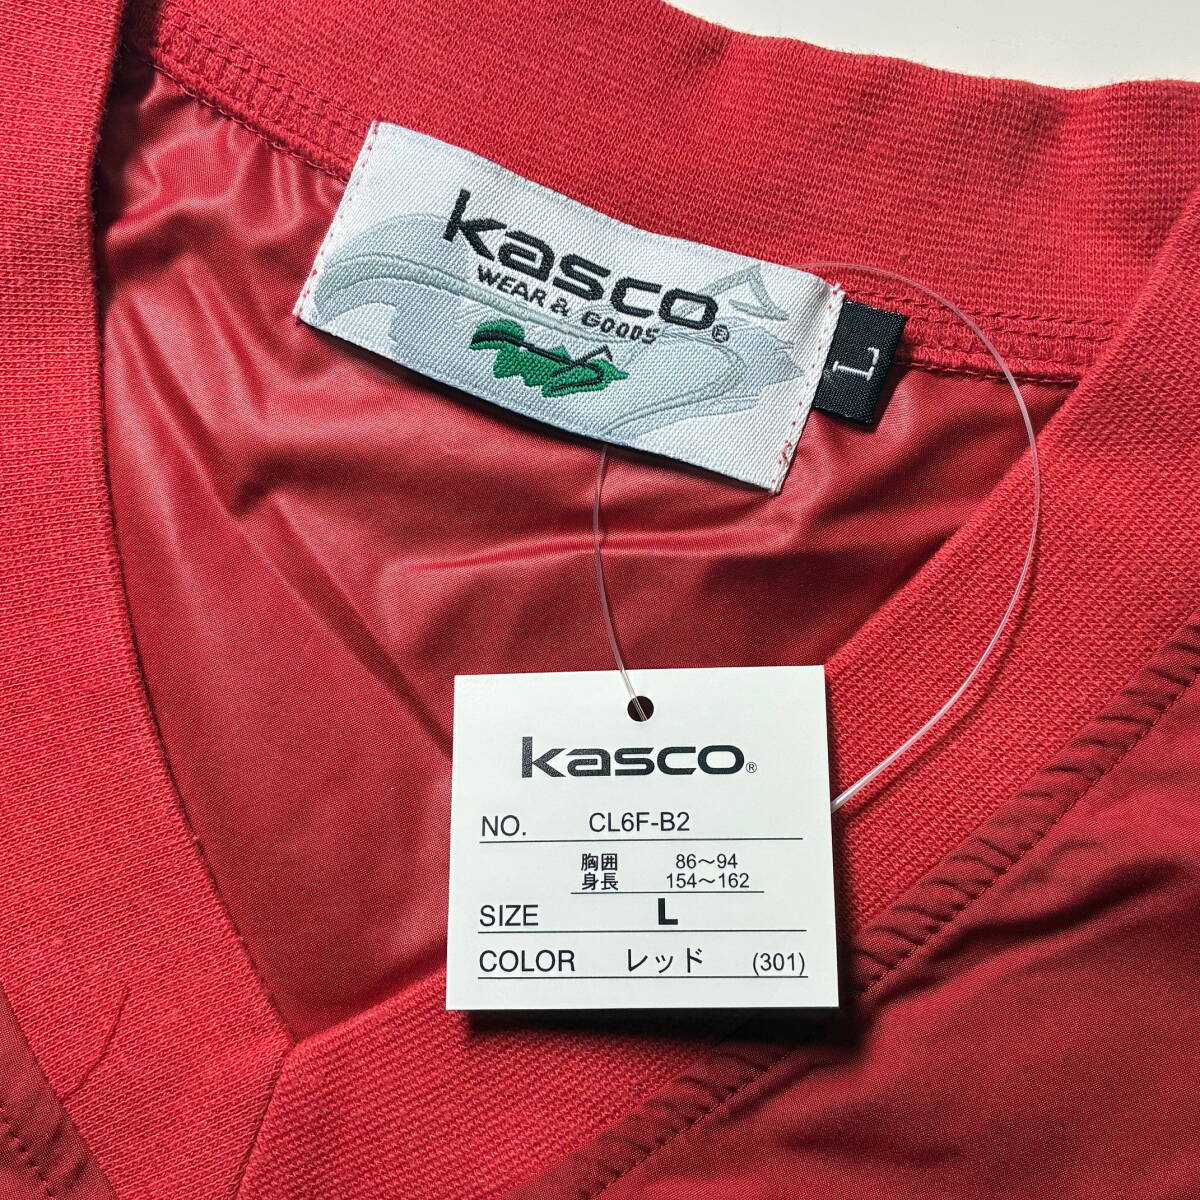 kasco®
WEAR & GOODS
L
kasco®
NO. CL6F-B2
胸囲 86～94
身長 154～162
SIZE L
COLOR レッド (301)